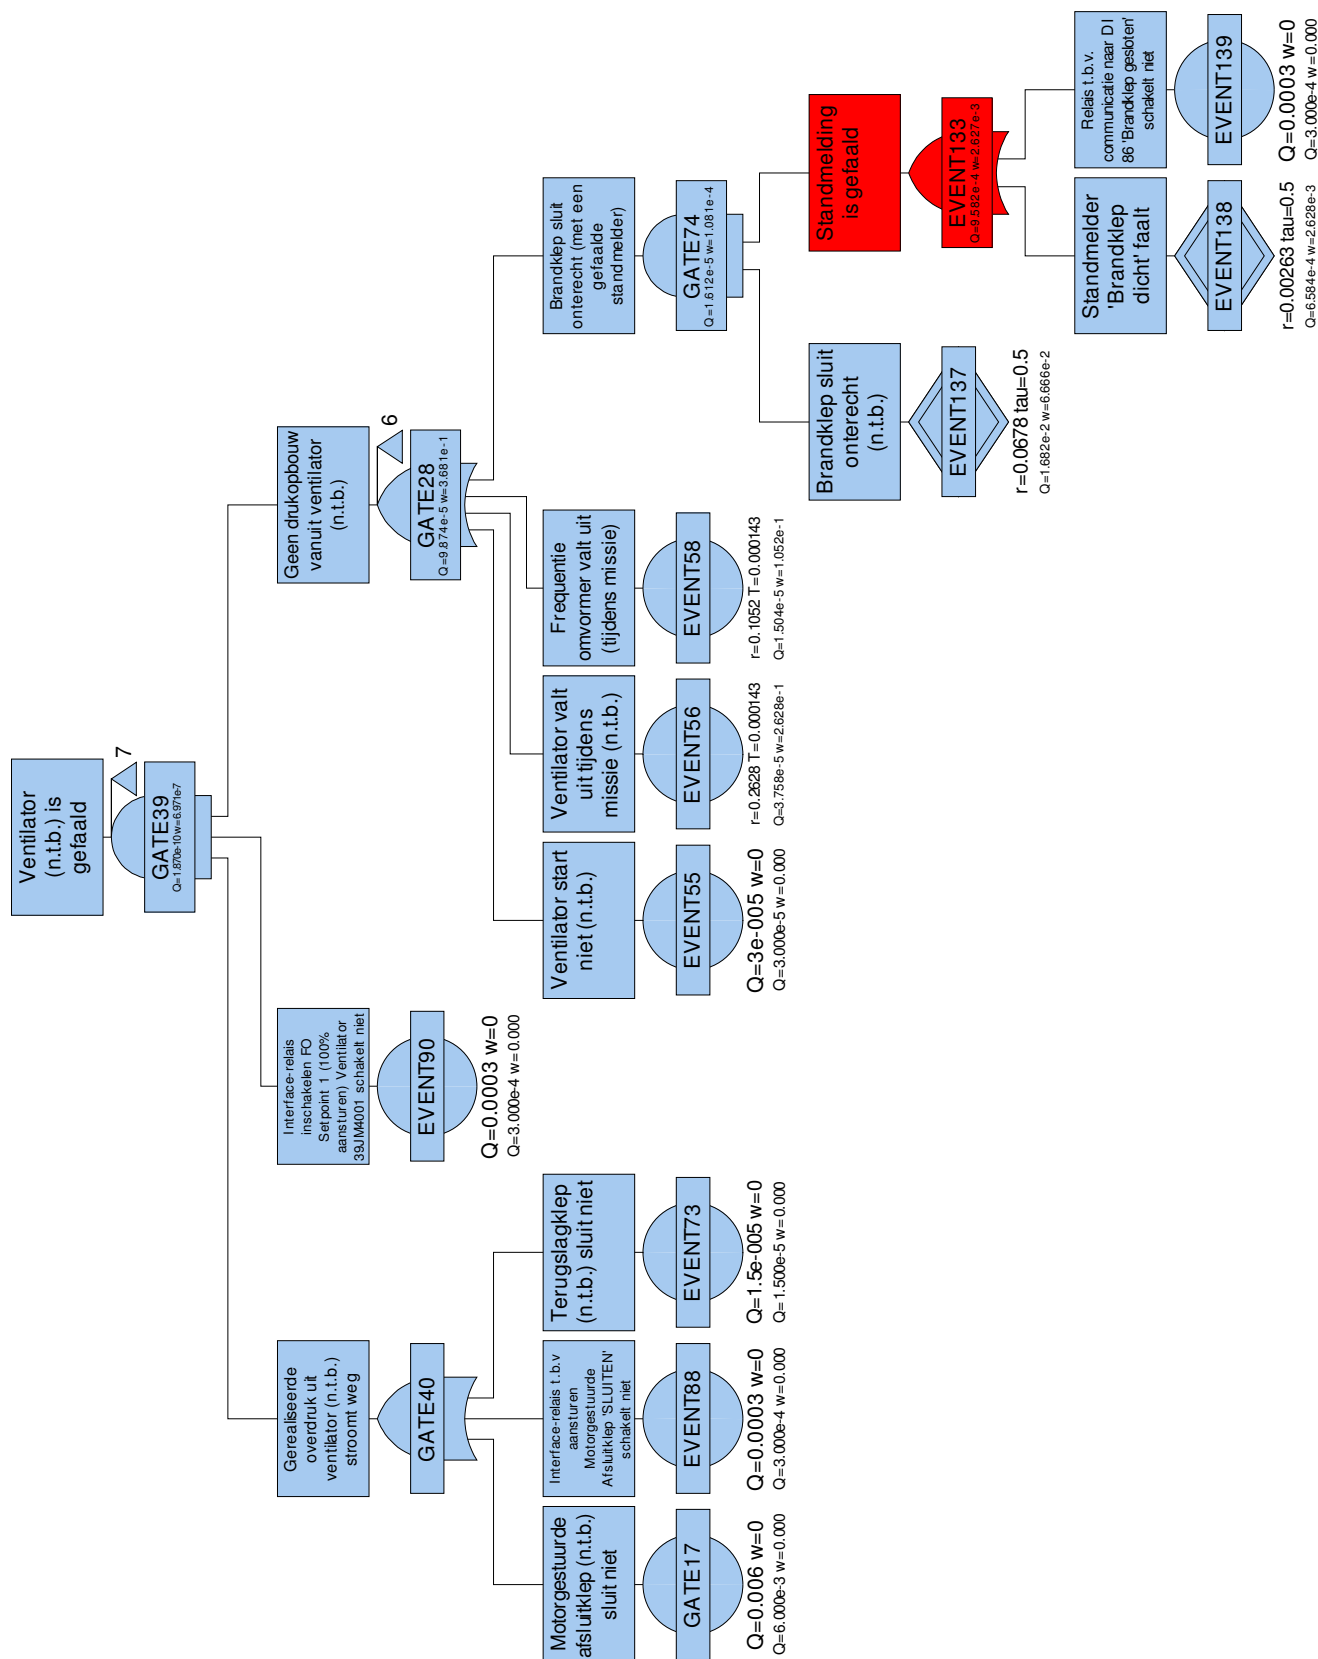 Ventilator
(n.t.b.) is
gefaald
7
GATE39
Q=1.870e-10 w=6.971e-7
Gerealiseerde
overdruk uit
ventilator (n.t.b.)
stroomt weg
GATE40
Interface-relais
inschakelen FO
Setpoint 1 (100%
aansturen) Ventilator
39JM4001 schakelt niet
EVENT90
Q=0.0003 w=0
Q=3.000e-4 w=0.000
Geen drukopbouw
vanuit ventilator
(n.t.b.)
6
GATE28
Q=9.874e-5 w=3.681e-1
Motorgestuurde
afsluitklep (n.t.b.)
sluit niet
GATE17
Q=0.006 w=0
Q=6.000e-3 w=0.000
Interface-relais t.b.v
aansturen
Motorgestuurde
Afsluitklep 'SLUITEN'
schakelt niet
EVENT88
Q=0.0003 w=0
Q=3.000e-4 w=0.000
Terugslagklep
(n.t.b.) sluit niet
EVENT73
Q=1.5e-005 w=0
Q=1.500e-5 w=0.000
Ventilator start
niet (n.t.b.)
EVENT55
Q=3e-005 w=0
Q=3.000e-5 w=0.000
Ventilator valt
uit tijdens
missie (n.t.b.)
EVENT56
r=0.2628 T=0.000143
Q=3.758e-5 w=2.628e-1
Frequentie
omvormer valt uit
(tijdens missie)
EVENT58
r=0.1052 T=0.000143
Q=1.504e-5 w=1.052e-1
Brandklep sluit
onterecht (met een
gefaalde
standmelder)
GATE74
Q=1.612e-5 w=1.081e-4
Brandklep sluit
onterecht
(n.t.b.)
EVENT137
r=0.0678 tau=0.5
Q=1.682e-2 w=6.666e-2
Standmelding
is gefaald
EVENT133
Q=9.582e-4 w=2.627e-3
Standmelder
'Brandklep
dicht' faalt
EVENT138
r=0.00263 tau=0.5
Q=6.584e-4 w=2.628e-3
Relais t.b.v.
communicatie naar DI
86 'Brandklep gesloten'
schakelt niet
EVENT139
Q=0.0003 w=0
Q=3.000e-4 w=0.000